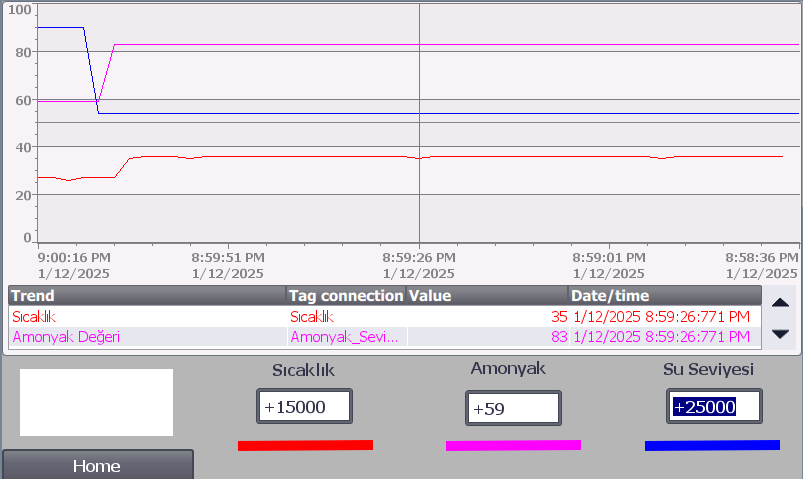 100
80
60
40
20
0
9:00:16 PM 8:59:51 PM 8:59:26 PM 8:59:01 PM 8:58:36 PM
1/12/2025 1/12/2025 1/12/2025 1/12/2025 1/12/2025
Trend Tag connection Value Date/time
Sıcaklık Sıcaklık 35 1/12/2025 8:59:26:771 PM
Amonyak Değeri Amonyak_Sevi... 83 1/12/2025 8:59:26:771 PM
Sıcaklık Amonyak Su Seviyesi
+15000 +59 +25000
Home